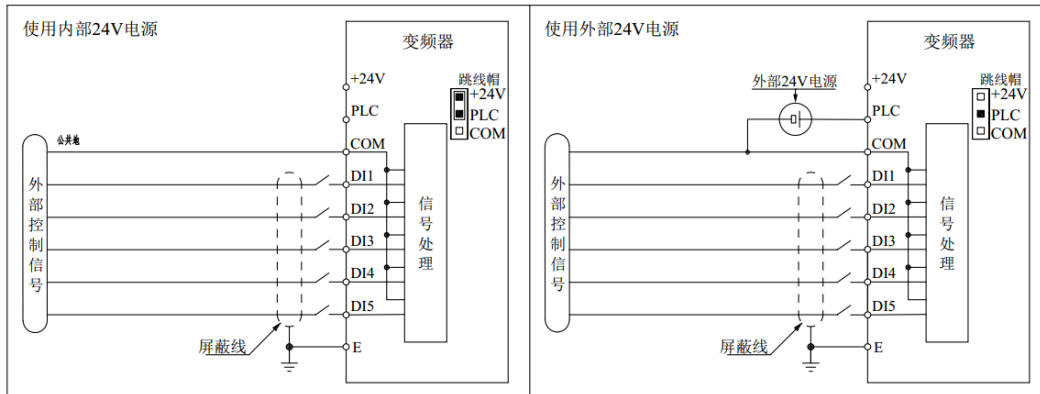 使用内部24V电源
变频器
+24V
跳线帽
+24V
PLC
PLC
COM
公共地
COM
外部控制信号
DI1
DI2
DI3
DI4
DI5
信号处理
屏蔽线
E
使用外部24V电源
变频器
外部24V电源
+24V
跳线帽
+24V
PLC
PLC
COM
COM
外部控制信号
DI1
DI2
DI3
DI4
DI5
信号处理
屏蔽线
E